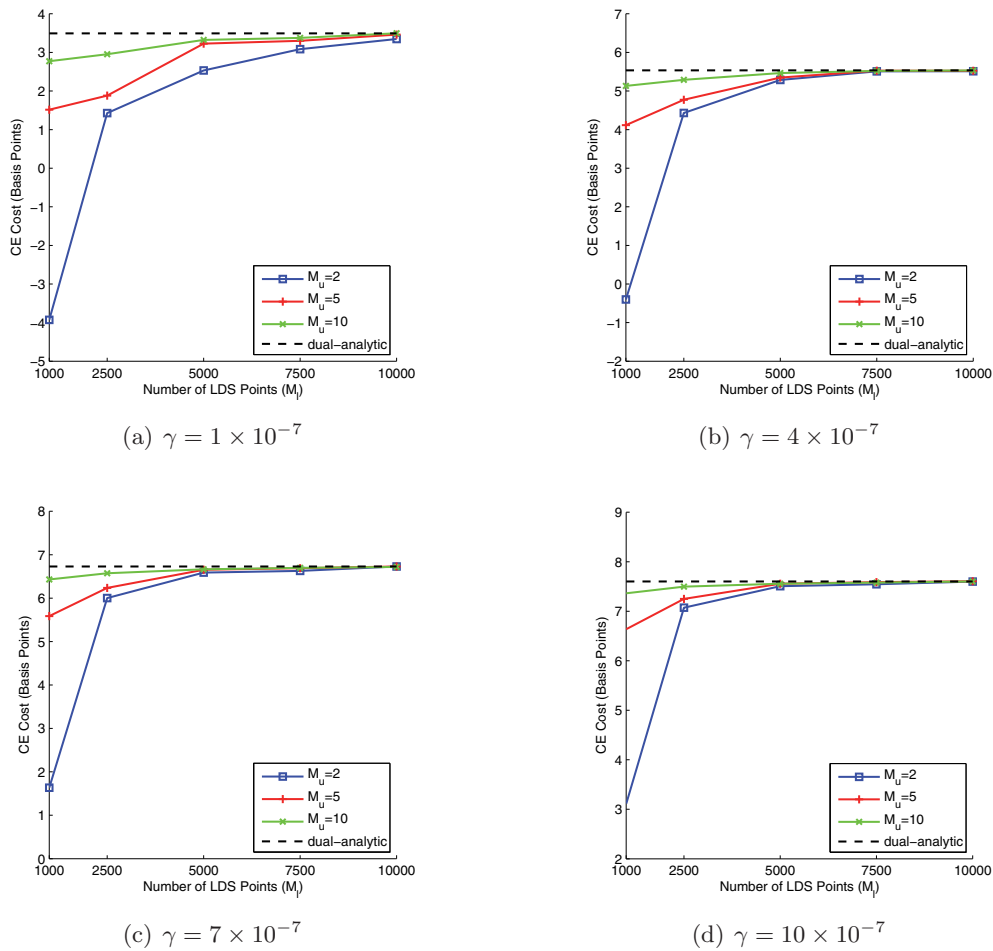 4
3
2
1
0
−1
−2
−3
−4
−5
CE Cost (Basis Points)
1000 2500 5000 7500 10000
Number of LDS Points (M_l)
M_u=2
M_u=5
M_u=10
dual−analytic
(a) γ = 1 × 10^−7
7
6
5
4
3
2
1
0
−1
−2
CE Cost (Basis Points)
1000 2500 5000 7500 10000
Number of LDS Points (M_l)
M_u=2
M_u=5
M_u=10
dual−analytic
(b) γ = 4 × 10^−7
8
7
6
5
4
3
2
1
0
CE Cost (Basis Points)
1000 2500 5000 7500 10000
Number of LDS Points (M_l)
M_u=2
M_u=5
M_u=10
dual−analytic
(c) γ = 7 × 10^−7
9
8
7
6
5
4
3
2
CE Cost (Basis Points)
1000 2500 5000 7500 10000
Number of LDS Points (M_l)
M_u=2
M_u=5
M_u=10
dual−analytic
(d) γ = 10 × 10^−7